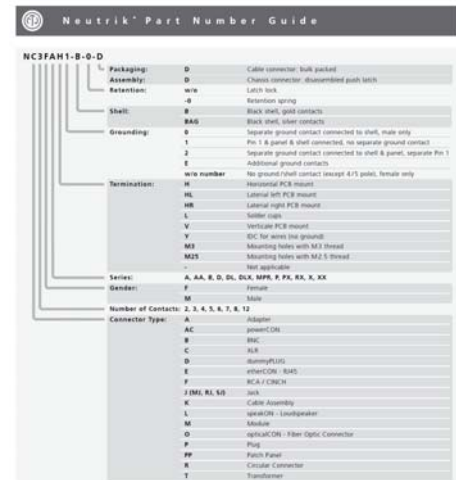 Neutrik® Part Number Guide
NC3FAH1-B-0-D
Packaging: D Cable connector: bulk packed
Assembly: D Chassis connector: disassembled push latch
Retention: w/o Latch lock
-0 Retention spring
Shell: B Black shell, gold contacts
BAG Black shell, silver contacts
Grounding: 0 Separate ground contact connected to shell, male only
1 Pin 1 & panel & shell connected, no separate ground contact
2 Separate ground contact connected to shell & panel, separate Pin 1
E Additional ground contacts
w/o number No ground/shell contact (except 4/5 pole), female only
Termination: H Horizontal PCB mount
HL Laterial left PCB mount
HR Laterial right PCB mount
L Solder cups
V Verticale PCB mount
Y IDC for wires (no ground)
M3 Mounting holes with M3 thread
M25 Mounting holes with M2.5 thread
- Not applicable
Series: A, AA, B, D, DL, DLX, MPR, P, PX, RX, X, XX
Gender: F Female
M Male
Number of Contacts: 2, 3, 4, 5, 6, 7, 8, 12
Connector Type: A Adapter
AC powerCON
B BNC
C XLR
D dummyPLUG
E etherCON - RJ45
F RCA / CINCH
J (MJ, RJ, SJ) Jack
K Cable Assembly
L speakON - Loudspeaker
M Module
O opticalCON - Fiber Optic Connector
P Plug
PP Patch Panel
R Circular Connector
T Transformer